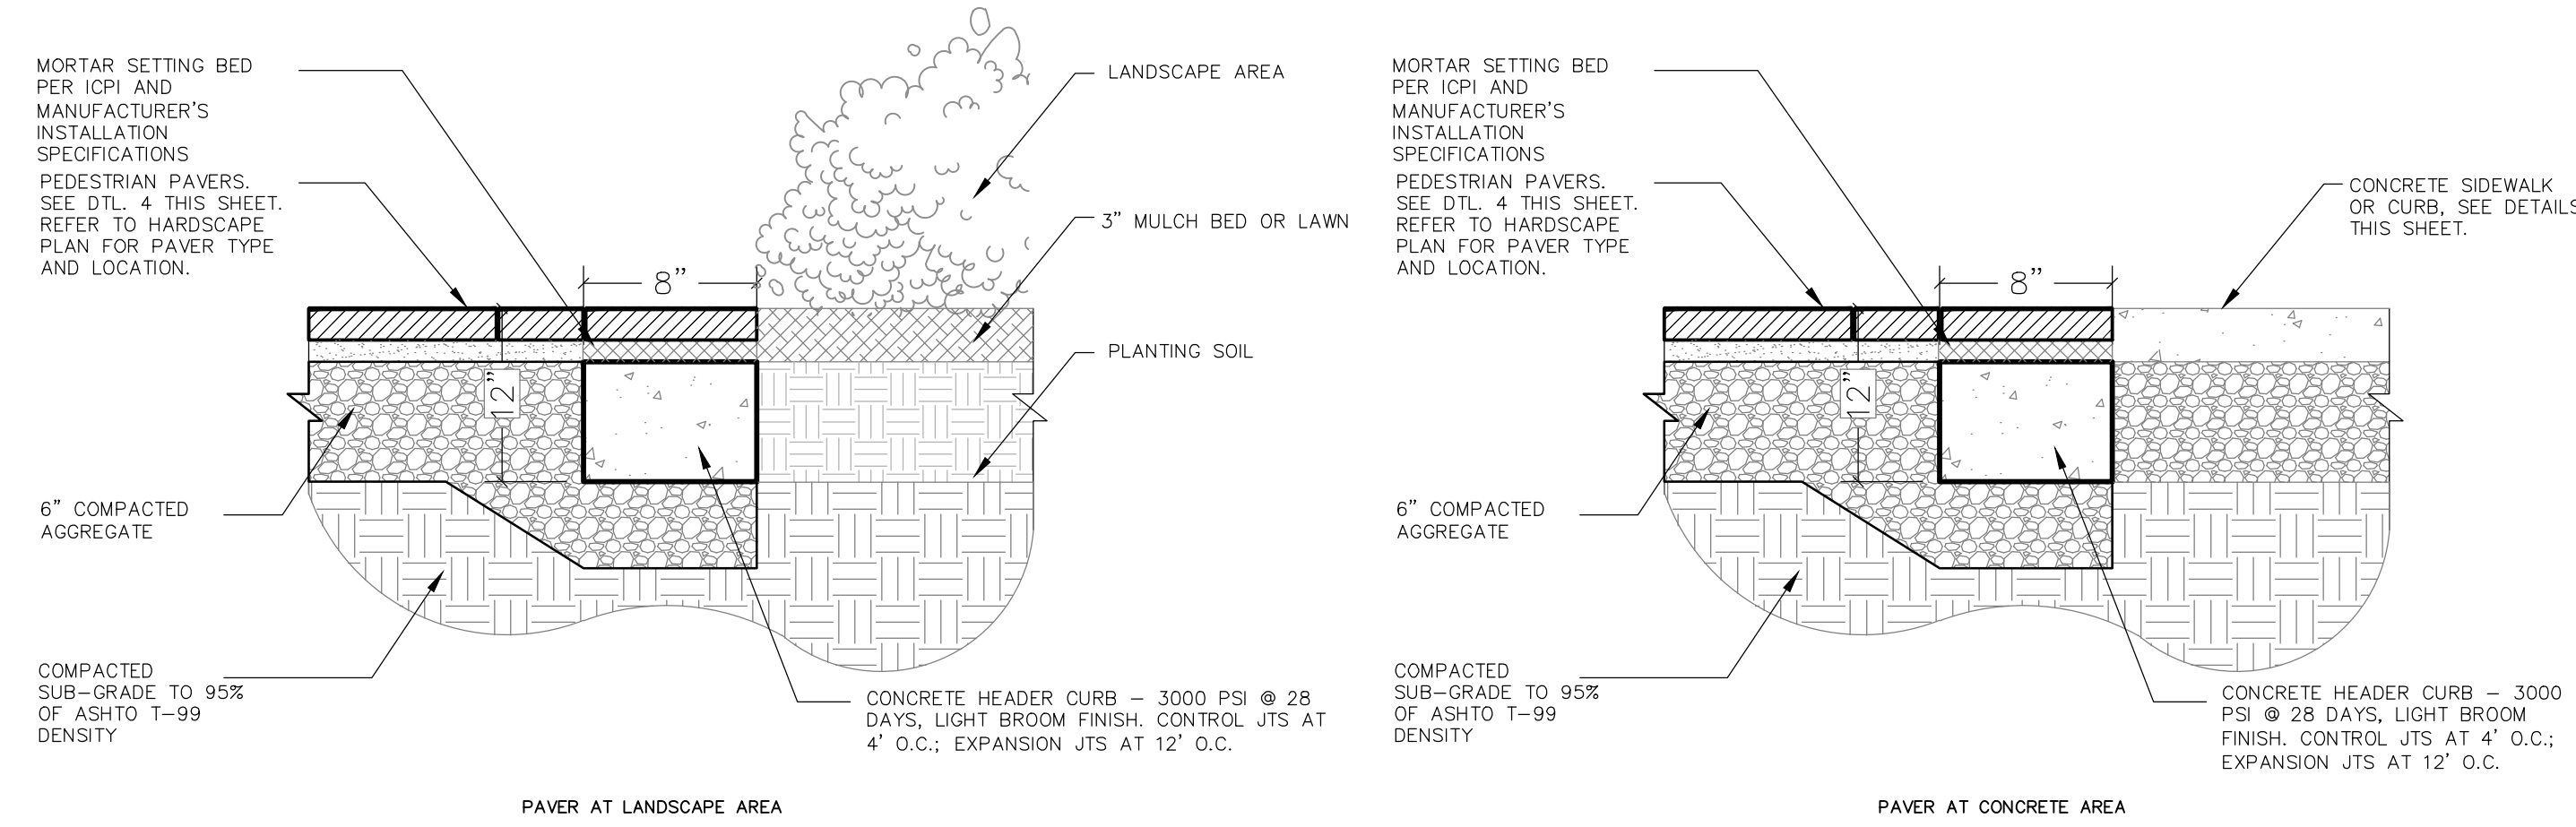 MORTAR SETTING BED
PER ICPI AND
MANUFACTURER'S
INSTALLATION
SPECIFICATIONS
PEDESTRIAN PAVERS.
SEE DTL. 4 THIS SHEET.
REFER TO HARDSCAPE
PLAN FOR PAVER TYPE
AND LOCATION.
8"
12"
LANDSCAPE AREA
3" MULCH BED OR LAWN
PLANTING SOIL
6" COMPACTED
AGGREGATE
COMPACTED
SUB-GRADE TO 95%
OF ASHTO T-99
DENSITY
CONCRETE HEADER CURB – 3000 PSI @ 28
DAYS, LIGHT BROOM FINISH. CONTROL JTS AT
4' O.C.; EXPANSION JTS AT 12' O.C.
PAVER AT LANDSCAPE AREA
MORTAR SETTING BED
PER ICPI AND
MANUFACTURER'S
INSTALLATION
SPECIFICATIONS
PEDESTRIAN PAVERS.
SEE DTL. 4 THIS SHEET.
REFER TO HARDSCAPE
PLAN FOR PAVER TYPE
AND LOCATION.
8"
12"
CONCRETE SIDEWALK
OR CURB, SEE DETAILS
THIS SHEET.
6" COMPACTED
AGGREGATE
COMPACTED
SUB-GRADE TO 95%
OF ASHTO T-99
DENSITY
CONCRETE HEADER CURB – 3000
PSI @ 28 DAYS, LIGHT BROOM
FINISH. CONTROL JTS AT 4' O.C.;
EXPANSION JTS AT 12' O.C.
PAVER AT CONCRETE AREA